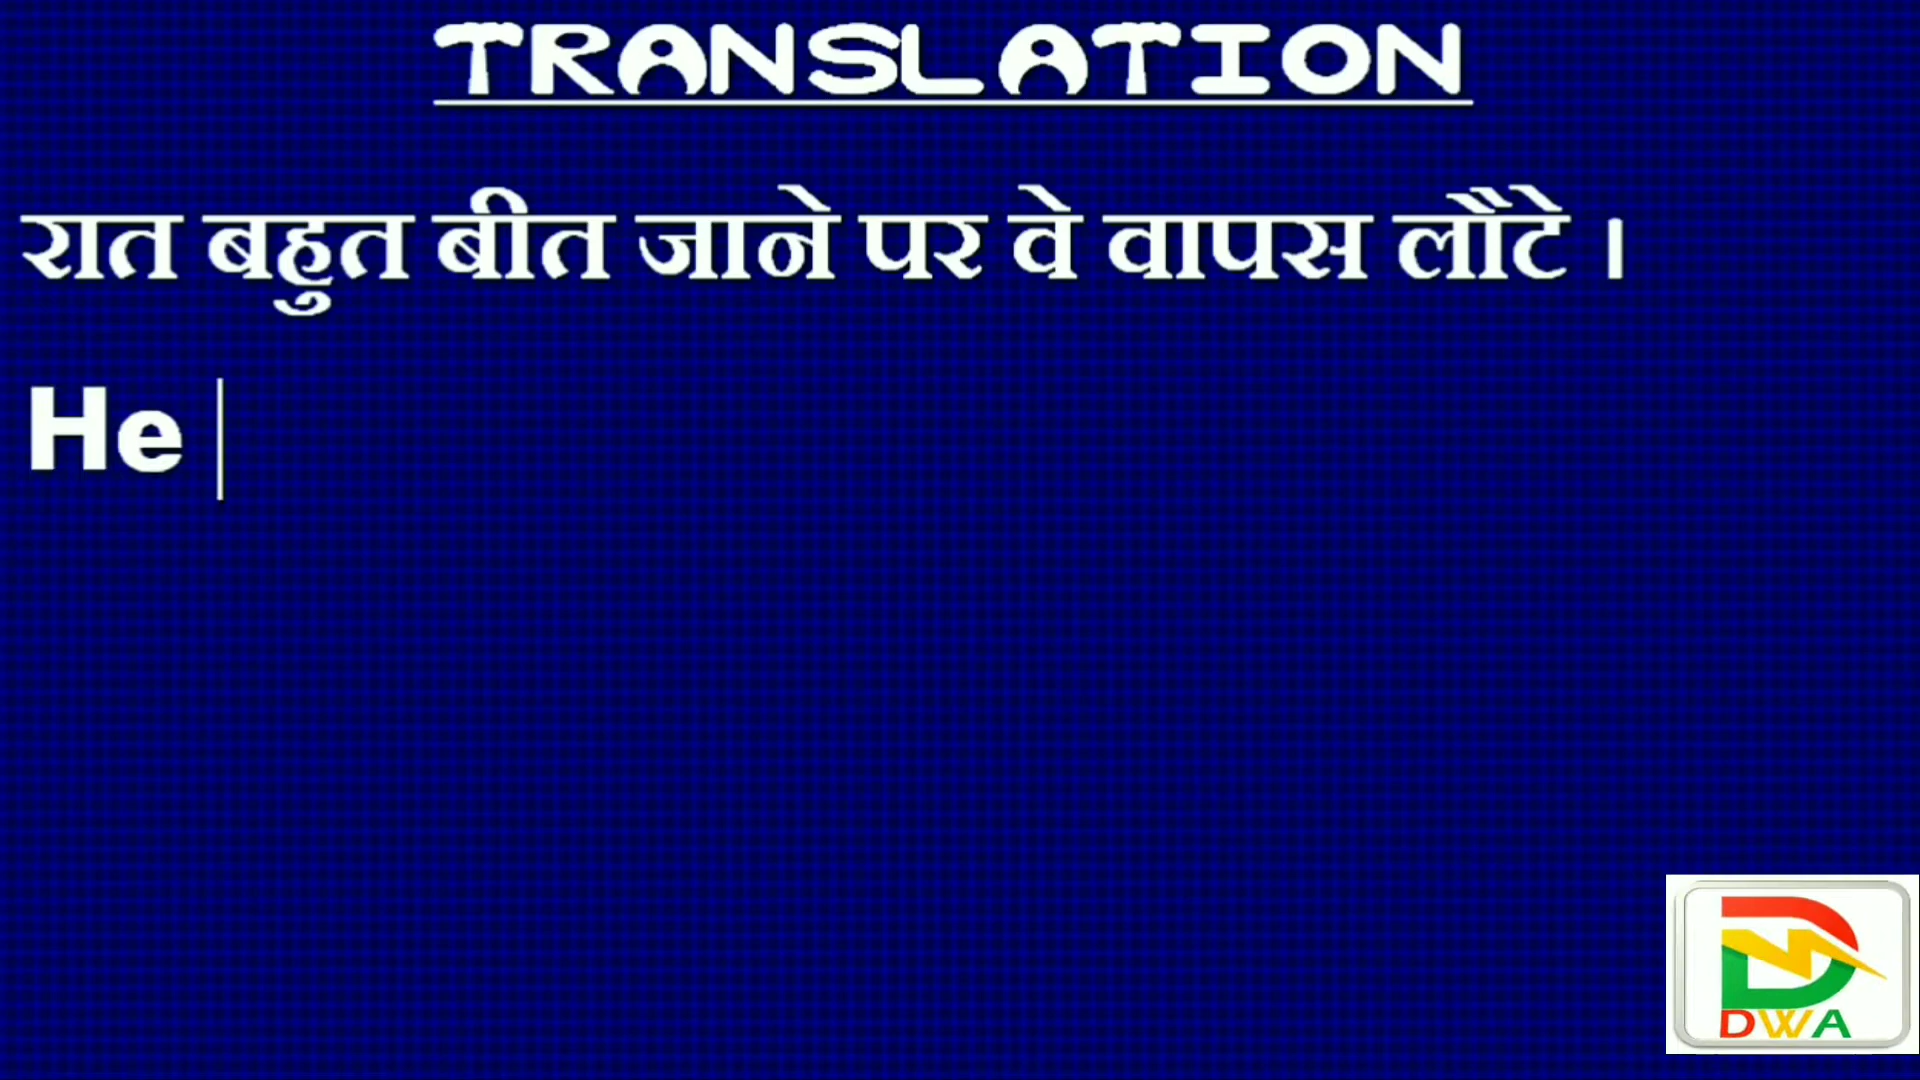 TRANSLATION
रात बहुत बीत जाने पर वे वापस लौटे ।
He
DWA